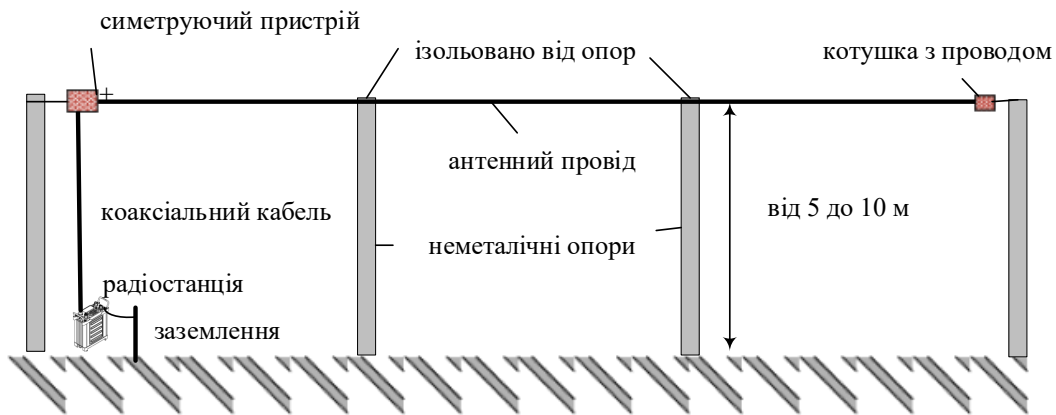 симетруючий пристрій
ізольовано від опор
котушка з проводом
антенний провід
коаксіальний кабель
від 5 до 10 м
неметалічні опори
радіостанція
заземлення